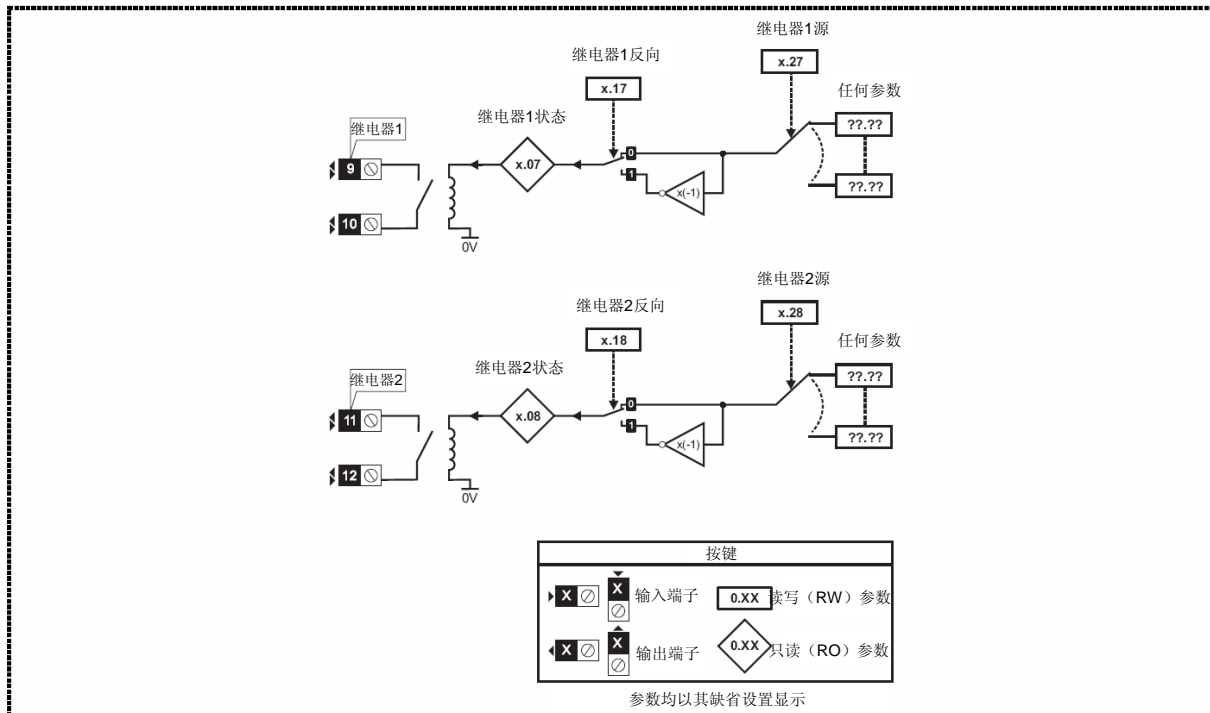 继电器1源
继电器1反向
x.27
x.17
任何参数
继电器1状态
??.??
继电器1
0
x.07
9
1
x(-1)
??.??
10
0V
继电器2源
继电器2反向
x.28
x.18
任何参数
继电器2状态
??.??
继电器2
0
x.08
11
1
x(-1)
??.??
12
0V
按键
X X 输入端子 0.XX 读写（RW）参数
X X 输出端子 0.XX 只读（RO）参数
参数均以其缺省设置显示